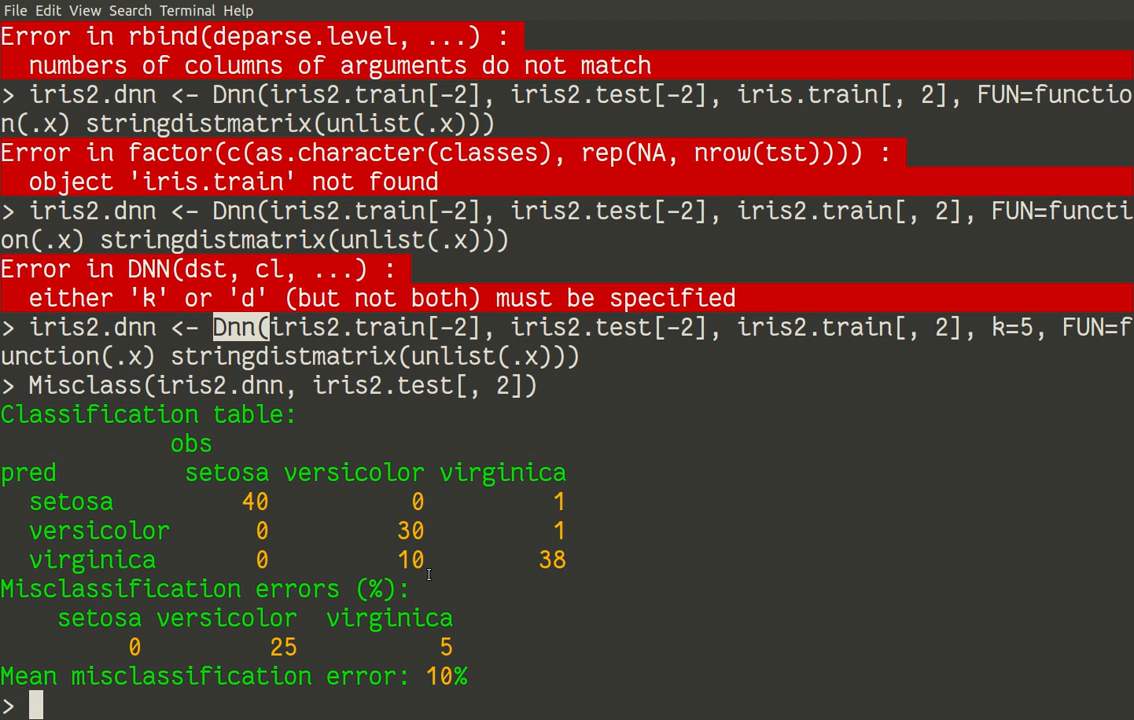 File Edit View Search Terminal Help
Error in rbind(deparse.level, ...) :
  numbers of columns of arguments do not match
> iris2.dnn <- Dnn(iris2.train[-2], iris2.test[-2], iris.train[, 2], FUN=functio
n(.x) stringdistmatrix(unlist(.x)))
Error in factor(c(as.character(classes), rep(NA, nrow(tst)))) :
  object 'iris.train' not found
> iris2.dnn <- Dnn(iris2.train[-2], iris2.test[-2], iris2.train[, 2], FUN=functi
on(.x) stringdistmatrix(unlist(.x)))
Error in DNN(dst, cl, ...) :
  either 'k' or 'd' (but not both) must be specified
> iris2.dnn <- Dnn(iris2.train[-2], iris2.test[-2], iris2.train[, 2], k=5, FUN=f
unction(.x) stringdistmatrix(unlist(.x)))
> Misclass(iris2.dnn, iris2.test[, 2])
Classification table:
            obs
pred         setosa versicolor virginica
  setosa         40          0         1
  versicolor      0         30         1
  virginica       0         10        38
Misclassification errors (%):
    setosa versicolor  virginica
         0         25          5
Mean misclassification error: 10%
>